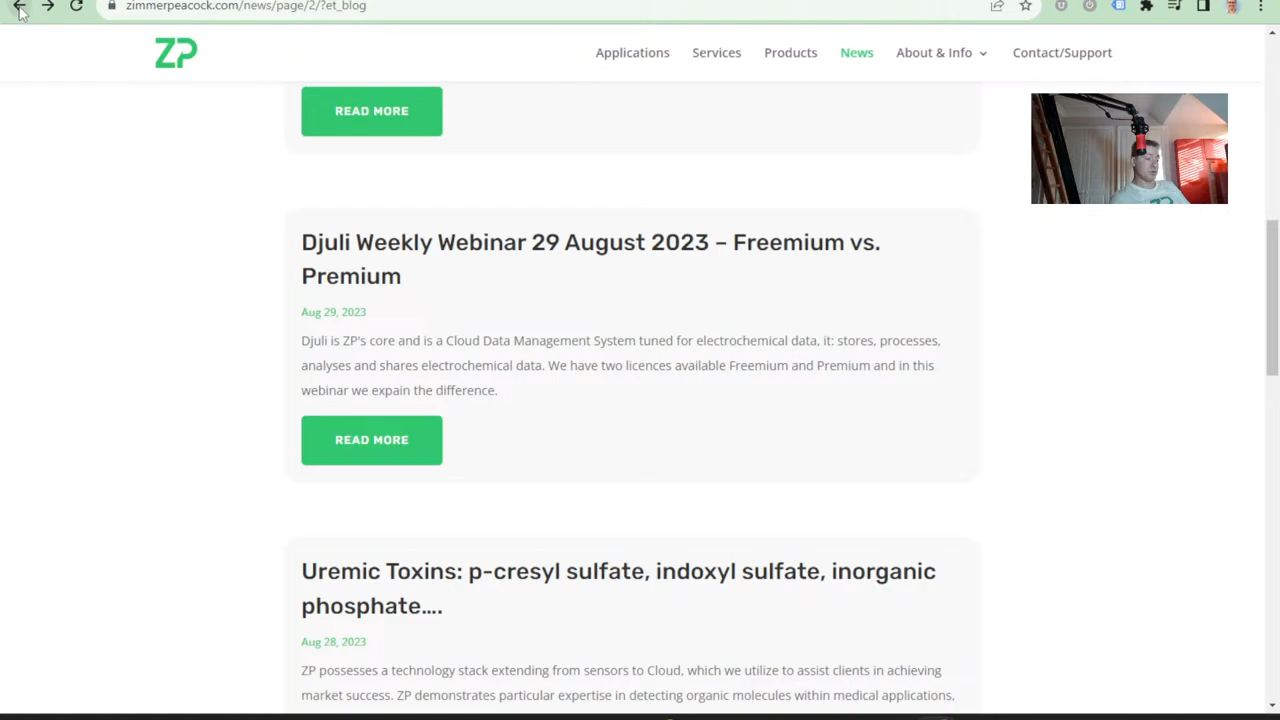 zimmerpeacock.com/news/page/2/?et_blog
ZP
Applications
Services
Products
News
About & Info
Contact/Support
READ MORE
Djuli Weekly Webinar 29 August 2023 – Freemium vs.
Premium
Aug 29, 2023
Djuli is ZP's core and is a Cloud Data Management System tuned for electrochemical data, it: stores, processes,
analyses and shares electrochemical data. We have two licences available Freemium and Premium and in this
webinar we expain the difference.
READ MORE
Uremic Toxins: p-cresyl sulfate, indoxyl sulfate, inorganic
phosphate....
Aug 28, 2023
ZP possesses a technology stack extending from sensors to Cloud, which we utilize to assist clients in achieving
market success. ZP demonstrates particular expertise in detecting organic molecules within medical applications,